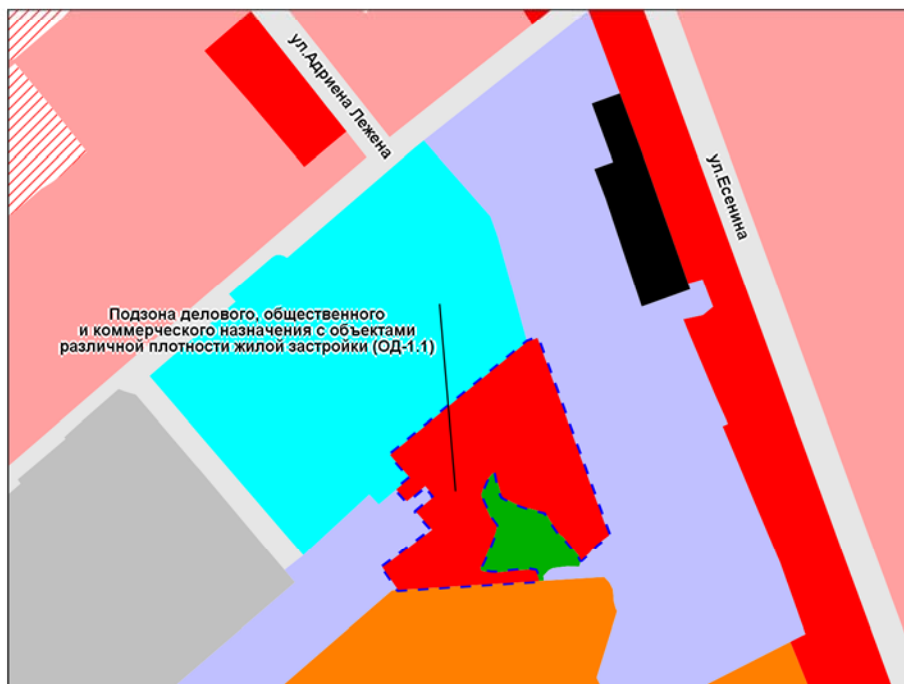 ул.Адриена Лежена
ул.Есенина
Подзона делового, общественного
и коммерческого назначения с объектами
различной плотности жилой застройки (ОД-1.1)